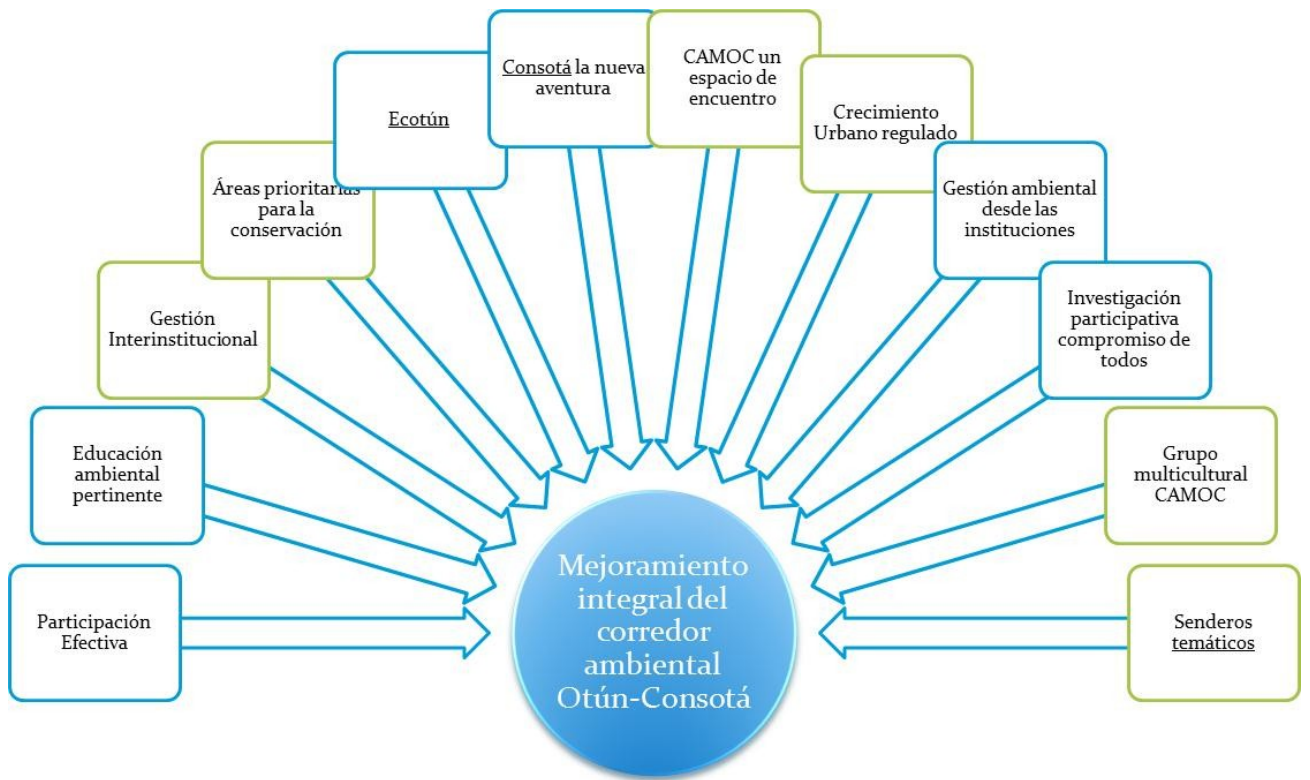 Participación
Efectiva
Educación
ambiental
pertinente
Gestión
Interinstitucional
Áreas prioritarias
para la
conservación
Ecotún
Consotá la nueva
aventura
CAMOC un
espacio de
encuentro
Crecimiento
Urbano regulado
Gestión ambiental
desde las
instituciones
Investigación
participativa
compromiso de
todos
Grupo
multicultural
CAMOC
Senderos
temáticos
Mejoramiento
integral del
corredor
ambiental
Otún-Consotá